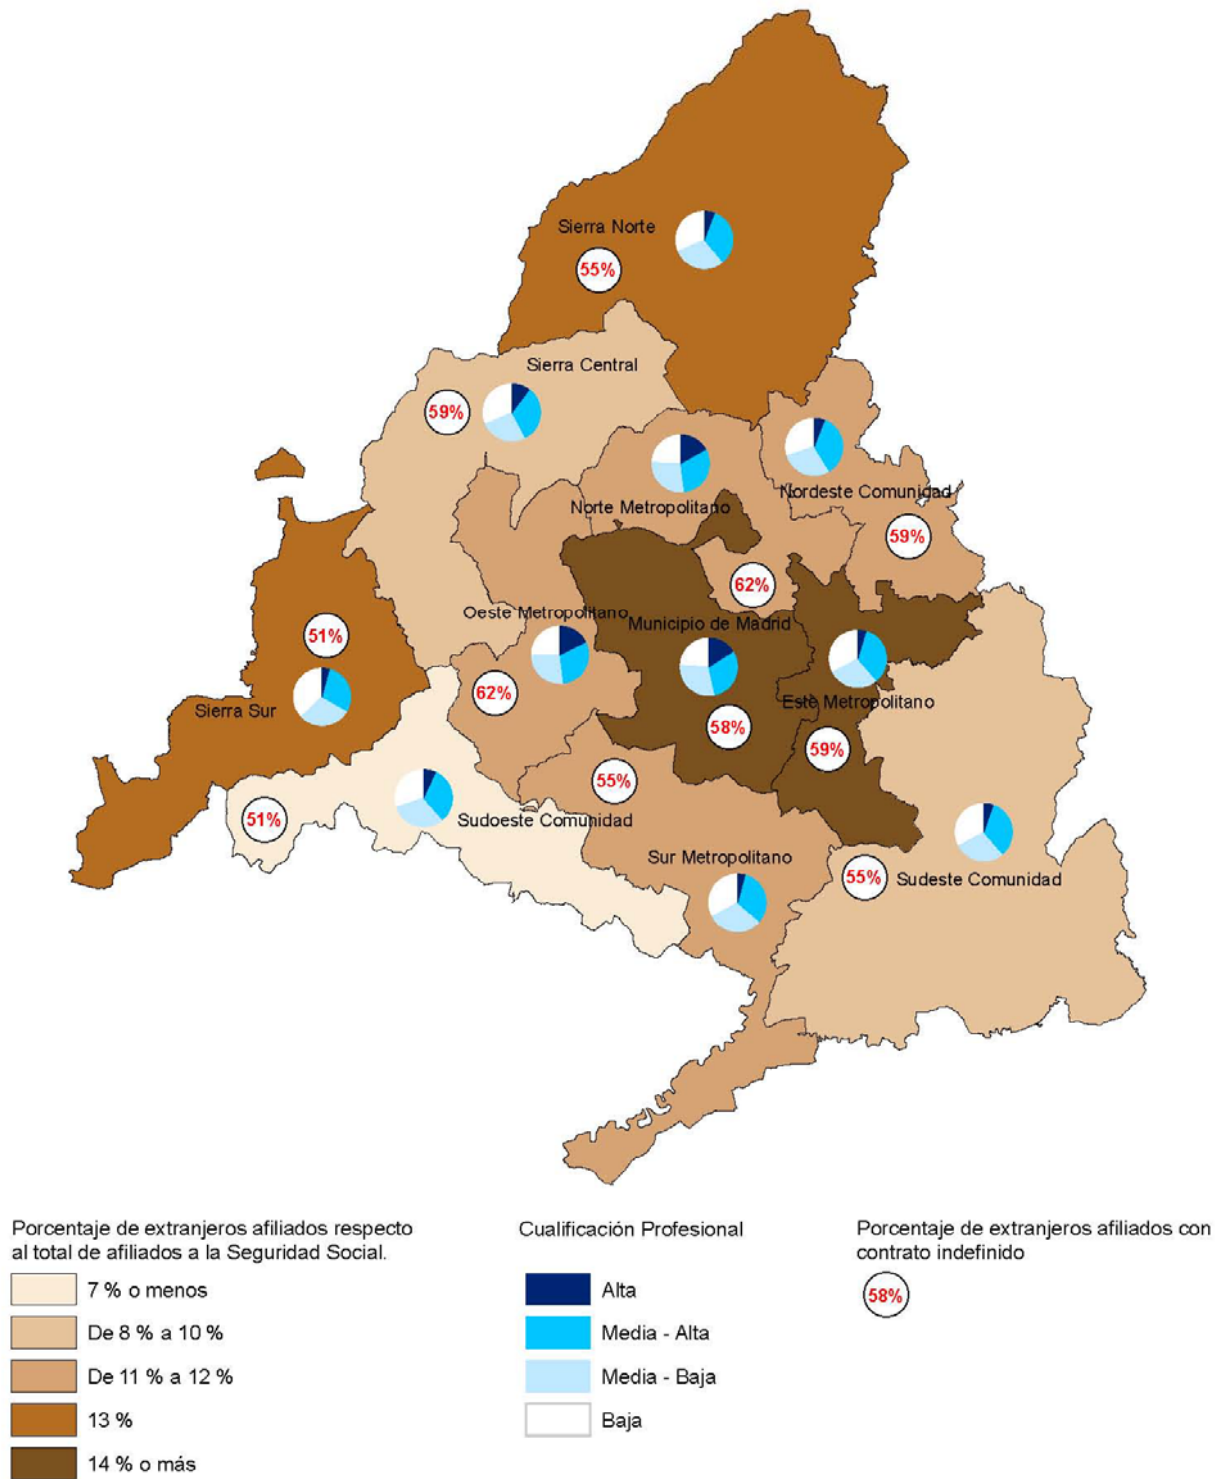 Sierra Norte
55%
Sierra Central
59%
Nordeste Comunidad
Norte Metropolitano
59%
62%
Oeste Metropolitano
Municipio de Madrid
51%
62%
Este Metropolitano
Sierra Sur
58%
59%
55%
51%
Sudoeste Comunidad
Sur Metropolitano
55%
Sudeste Comunidad
Porcentaje de extranjeros afiliados respecto
al total de afiliados a la Seguridad Social.
7 % o menos
De 8 % a 10 %
De 11 % a 12 %
13 %
14 % o más
Cualificación Profesional
Alta
Media - Alta
Media - Baja
Baja
Porcentaje de extranjeros afiliados con
contrato indefinido
58%